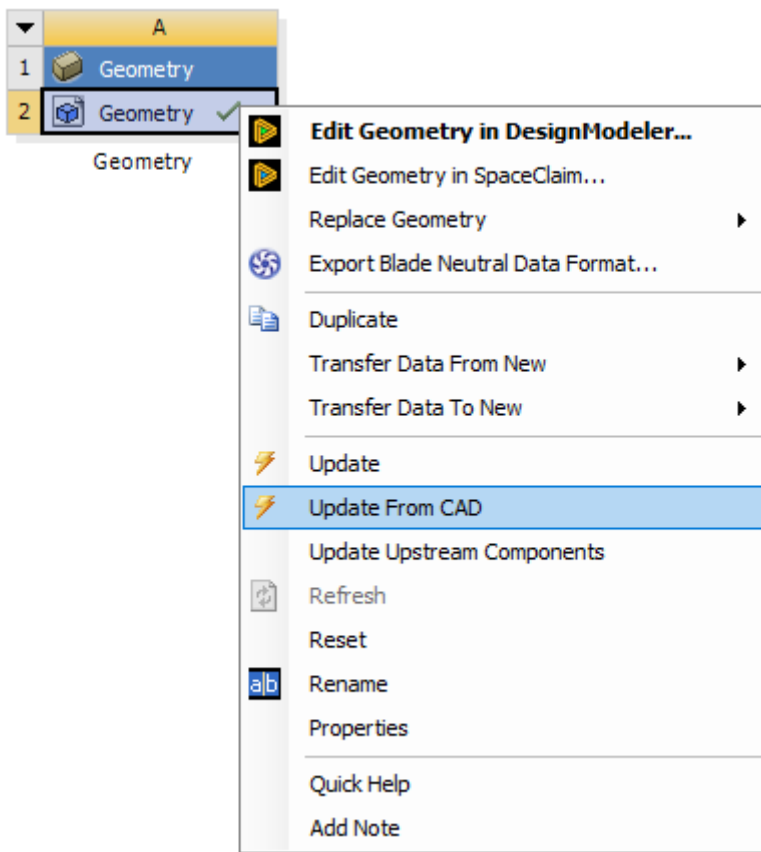 A
1 Geometry
2 Geometry
Geometry
Edit Geometry in DesignModeler...
Edit Geometry in SpaceClaim...
Replace Geometry
Export Blade Neutral Data Format...
Duplicate
Transfer Data From New
Transfer Data To New
Update
Update From CAD
Update Upstream Components
Refresh
Reset
a|b Rename
Properties
Quick Help
Add Note